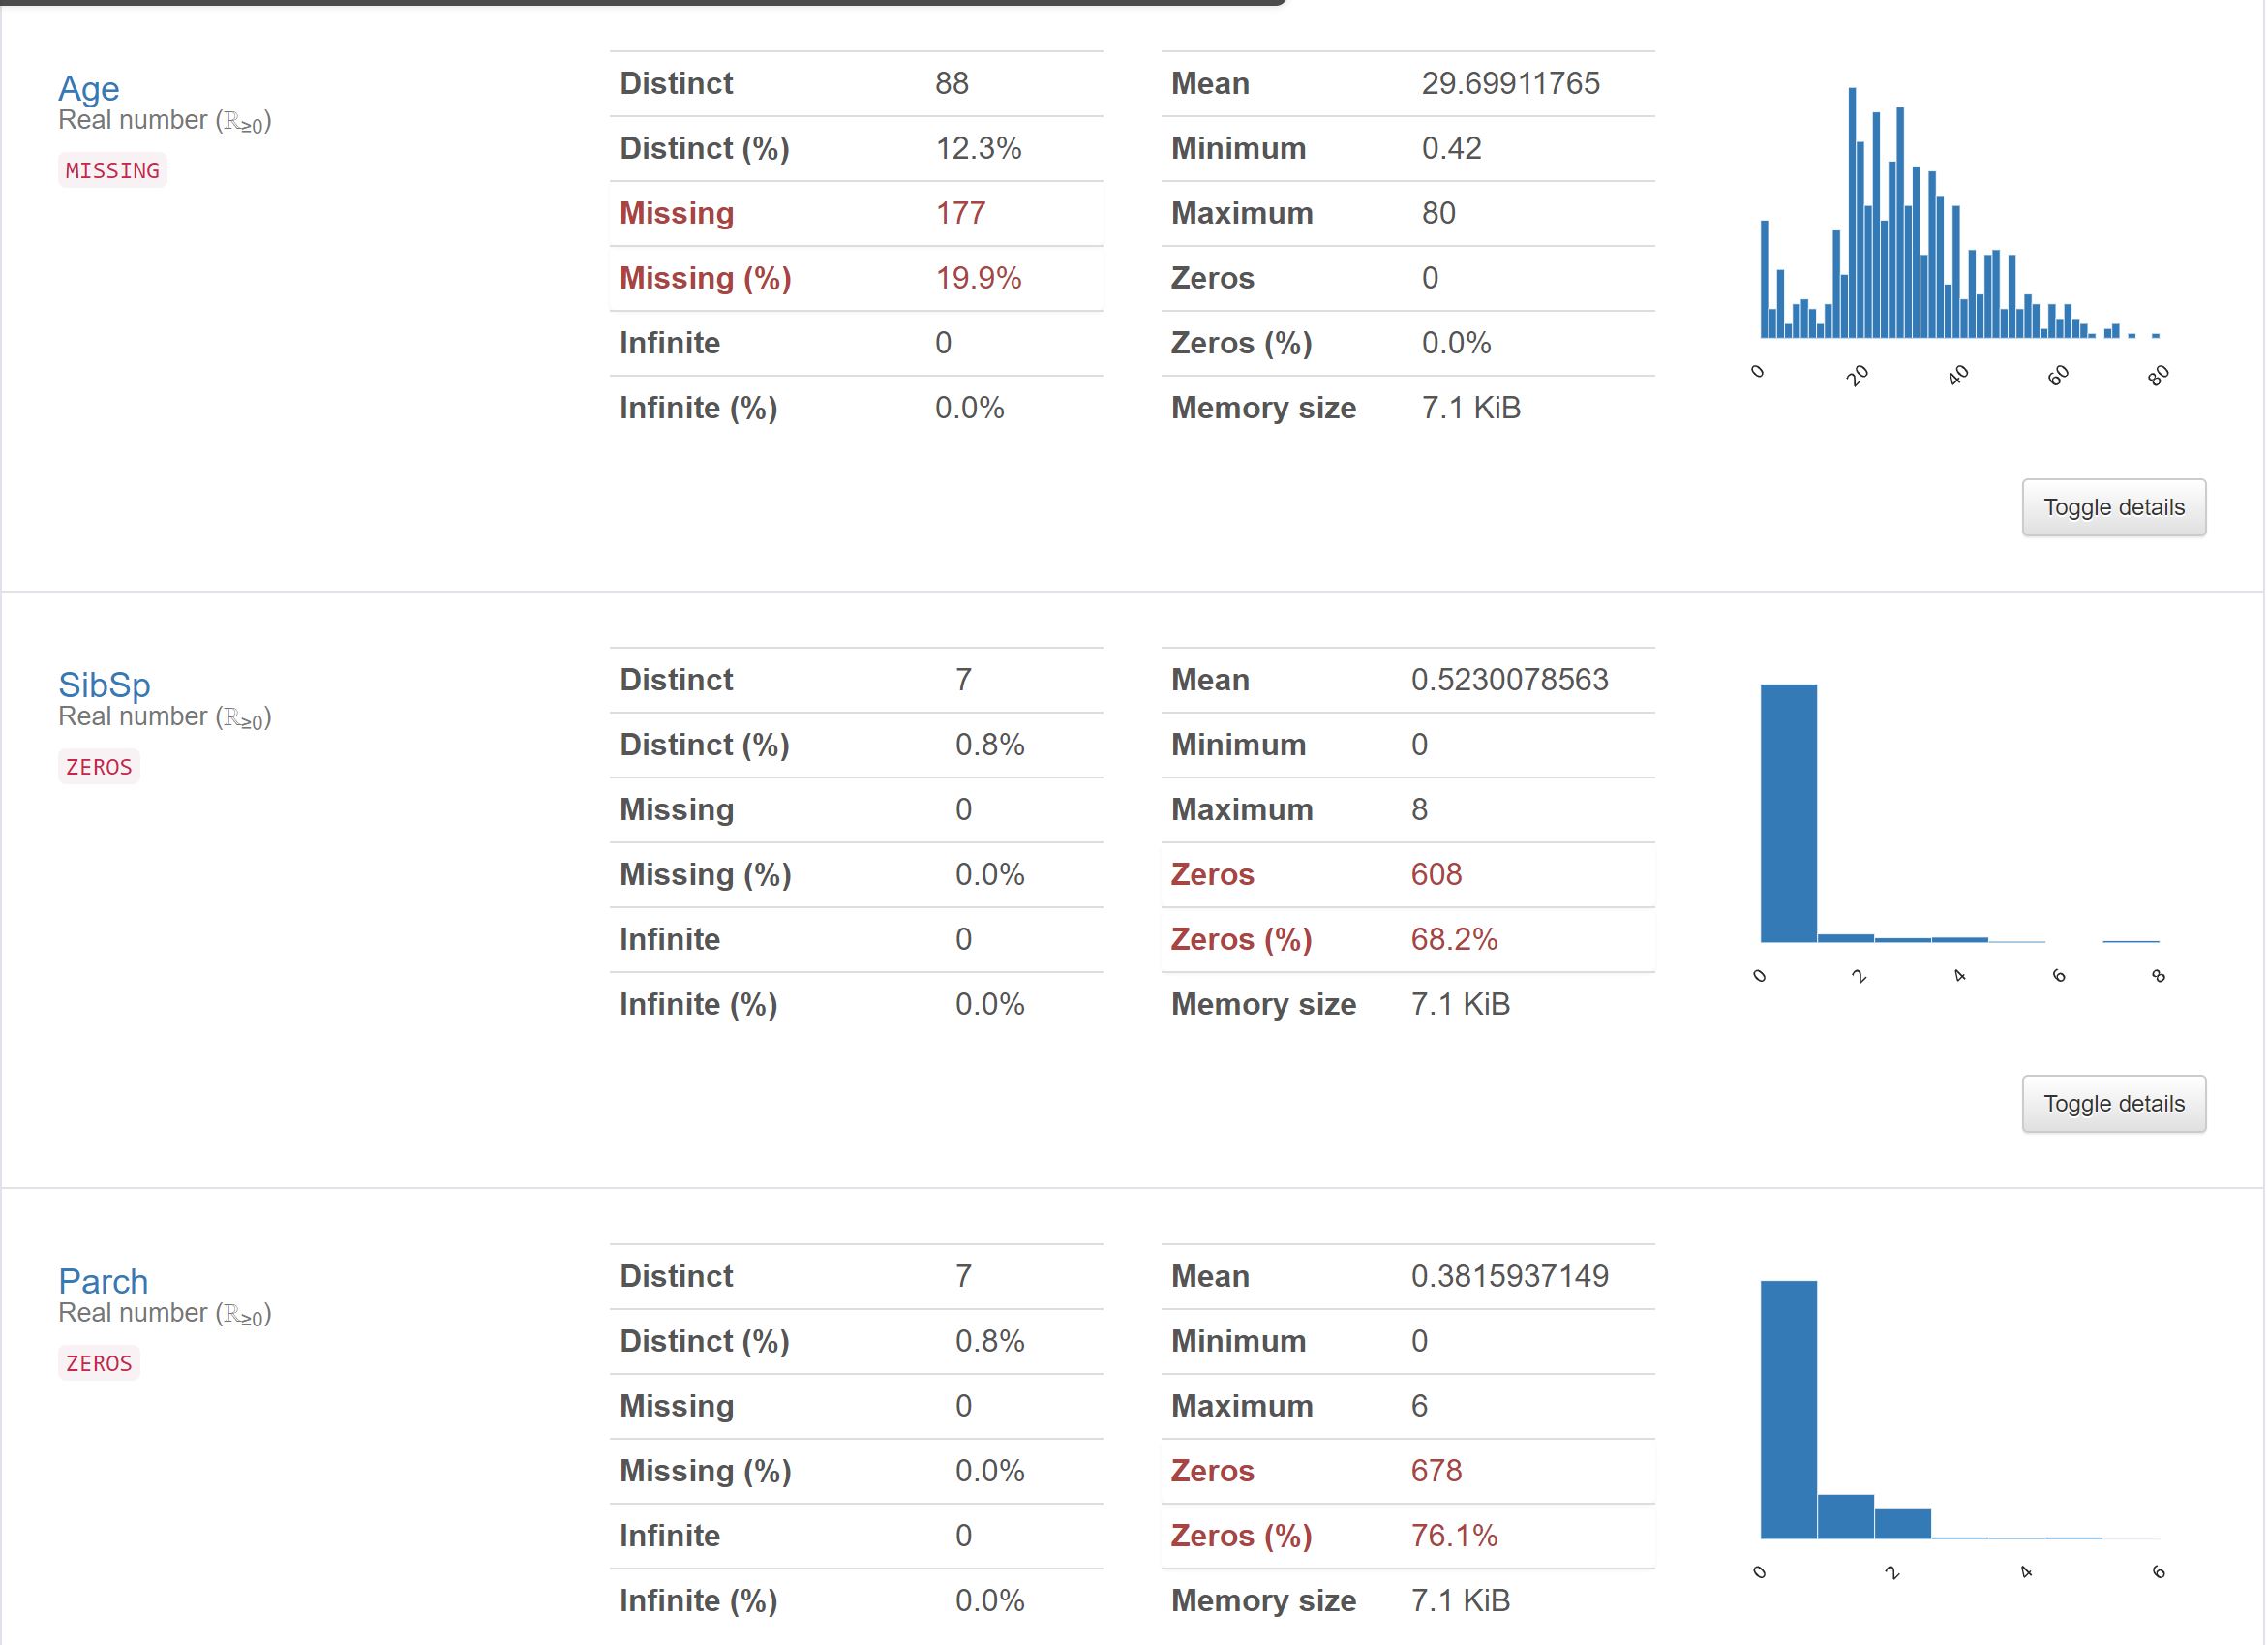 Age
Real number (ℝ≥0)
MISSING
Distinct 88
Distinct (%) 12.3%
Missing 177
Missing (%) 19.9%
Infinite 0
Infinite (%) 0.0%
Mean 29.69911765
Minimum 0.42
Maximum 80
Zeros 0
Zeros (%) 0.0%
Memory size 7.1 KiB
0 20 40 60 80
Toggle details
SibSp
Real number (ℝ≥0)
ZEROS
Distinct 7
Distinct (%) 0.8%
Missing 0
Missing (%) 0.0%
Infinite 0
Infinite (%) 0.0%
Mean 0.5230078563
Minimum 0
Maximum 8
Zeros 608
Zeros (%) 68.2%
Memory size 7.1 KiB
0 2 4 6 8
Toggle details
Parch
Real number (ℝ≥0)
ZEROS
Distinct 7
Distinct (%) 0.8%
Missing 0
Missing (%) 0.0%
Infinite 0
Infinite (%) 0.0%
Mean 0.3815937149
Minimum 0
Maximum 6
Zeros 678
Zeros (%) 76.1%
Memory size 7.1 KiB
0 2 4 6